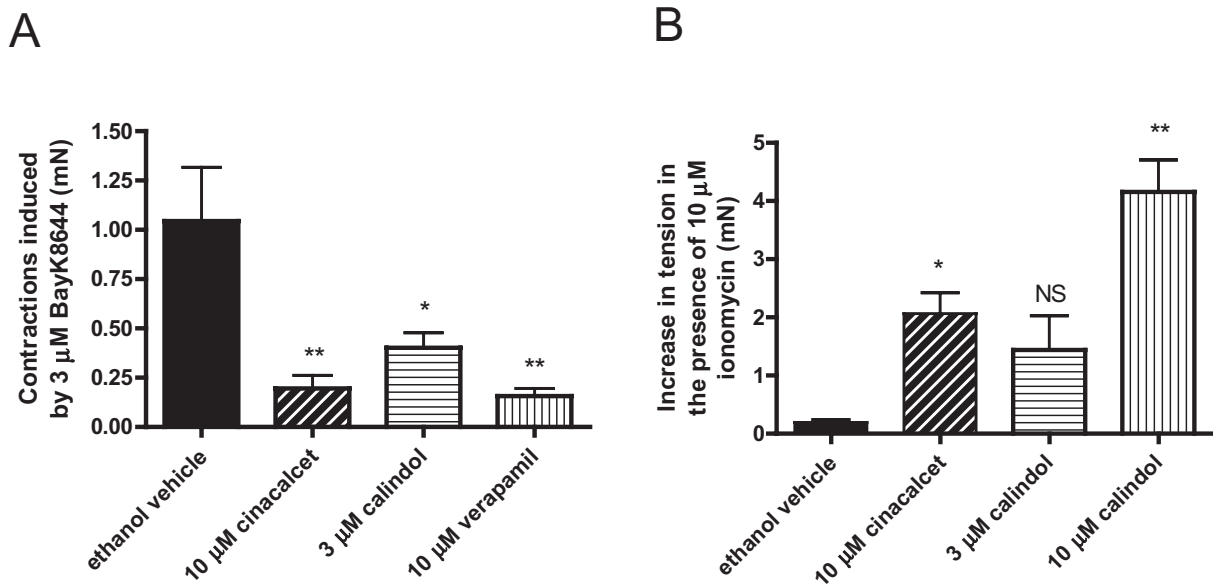 A
Contractions induced
by 3 µM BayK8644 (mN)
1.50
1.25
1.00
0.75
0.50
0.25
0.00
**
*
**
ethanol vehicle
10 µM cinacalcet
3 µM calindol
10 µM verapamil
B
Increase in tension in
the presence of 10 µM
ionomycin (mN)
5
4
3
2
1
0
*
NS
**
ethanol vehicle
10 µM cinacalcet
3 µM calindol
10 µM calindol